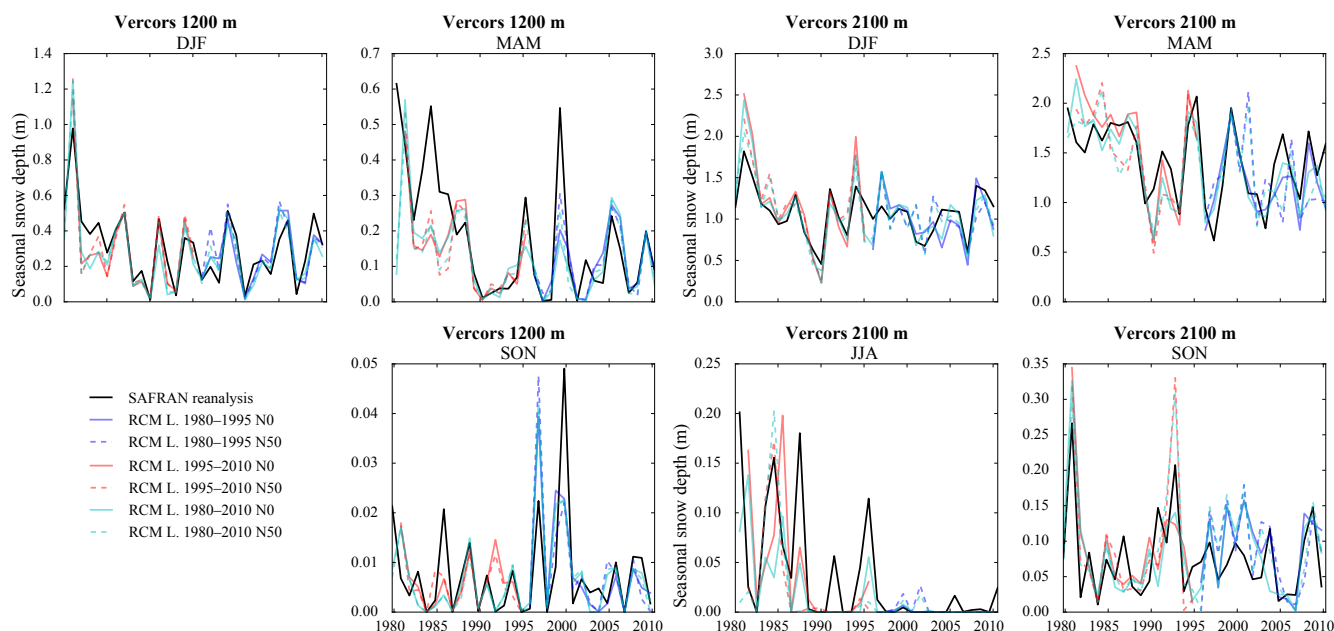 Vercors 1200 m
DJF
Seasonal snow depth (m)
1.4
1.2
1.0
0.8
0.6
0.4
0.2
0.0
Vercors 1200 m
MAM
0.7
0.6
0.5
0.4
0.3
0.2
0.1
0.0
Vercors 2100 m
DJF
Seasonal snow depth (m)
3.0
2.5
2.0
1.5
1.0
0.5
0.0
Vercors 2100 m
MAM
2.5
2.0
1.5
1.0
0.5
0.0
SAFRAN reanalysis
RCM L. 1980–1995 N0
RCM L. 1980–1995 N50
RCM L. 1995–2010 N0
RCM L. 1995–2010 N50
RCM L. 1980–2010 N0
RCM L. 1980–2010 N50
Vercors 1200 m
SON
0.05
0.04
0.03
0.02
0.01
0.00
1980 1985 1990 1995 2000 2005 2010
Vercors 2100 m
JJA
Seasonal snow depth (m)
0.25
0.20
0.15
0.10
0.05
0.00
1980 1985 1990 1995 2000 2005 2010
Vercors 2100 m
SON
0.35
0.30
0.25
0.20
0.15
0.10
0.05
0.00
1980 1985 1990 1995 2000 2005 2010